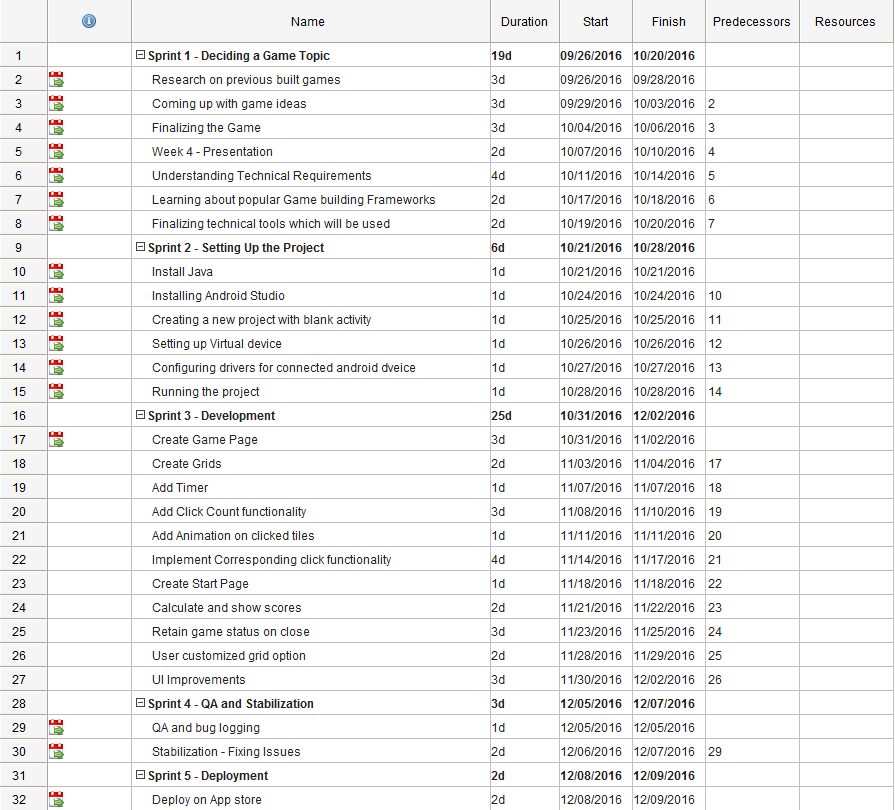 Name Duration Start Finish Predecessors Resources
1 Sprint 1 - Deciding a Game Topic 19d 09/26/2016 10/20/2016
2 Research on previous built games 3d 09/26/2016 09/28/2016
3 Coming up with game ideas 3d 09/29/2016 10/03/2016 2
4 Finalizing the Game 3d 10/04/2016 10/06/2016 3
5 Week 4 - Presentation 2d 10/07/2016 10/10/2016 4
6 Understanding Technical Requirements 4d 10/11/2016 10/14/2016 5
7 Learning about popular Game building Frameworks 2d 10/17/2016 10/18/2016 6
8 Finalizing technical tools which will be used 2d 10/19/2016 10/20/2016 7
9 Sprint 2 - Setting Up the Project 6d 10/21/2016 10/28/2016
10 Install Java 1d 10/21/2016 10/21/2016
11 Installing Android Studio 1d 10/24/2016 10/24/2016 10
12 Creating a new project with blank activity 1d 10/25/2016 10/25/2016 11
13 Setting up Virtual device 1d 10/26/2016 10/26/2016 12
14 Configuring drivers for connected android dveice 1d 10/27/2016 10/27/2016 13
15 Running the project 1d 10/28/2016 10/28/2016 14
16 Sprint 3 - Development 25d 10/31/2016 12/02/2016
17 Create Game Page 3d 10/31/2016 11/02/2016
18 Create Grids 2d 11/03/2016 11/04/2016 17
19 Add Timer 1d 11/07/2016 11/07/2016 18
20 Add Click Count functionality 3d 11/08/2016 11/10/2016 19
21 Add Animation on clicked tiles 1d 11/11/2016 11/11/2016 20
22 Implement Corresponding click functionality 4d 11/14/2016 11/17/2016 21
23 Create Start Page 1d 11/18/2016 11/18/2016 22
24 Calculate and show scores 2d 11/21/2016 11/22/2016 23
25 Retain game status on close 3d 11/23/2016 11/25/2016 24
26 User customized grid option 2d 11/28/2016 11/29/2016 25
27 UI Improvements 3d 11/30/2016 12/02/2016 26
28 Sprint 4 - QA and Stabilization 3d 12/05/2016 12/07/2016
29 QA and bug logging 1d 12/05/2016 12/05/2016
30 Stabilization - Fixing Issues 2d 12/06/2016 12/07/2016 29
31 Sprint 5 - Deployment 2d 12/08/2016 12/09/2016
32 Deploy on App store 2d 12/08/2016 12/09/2016